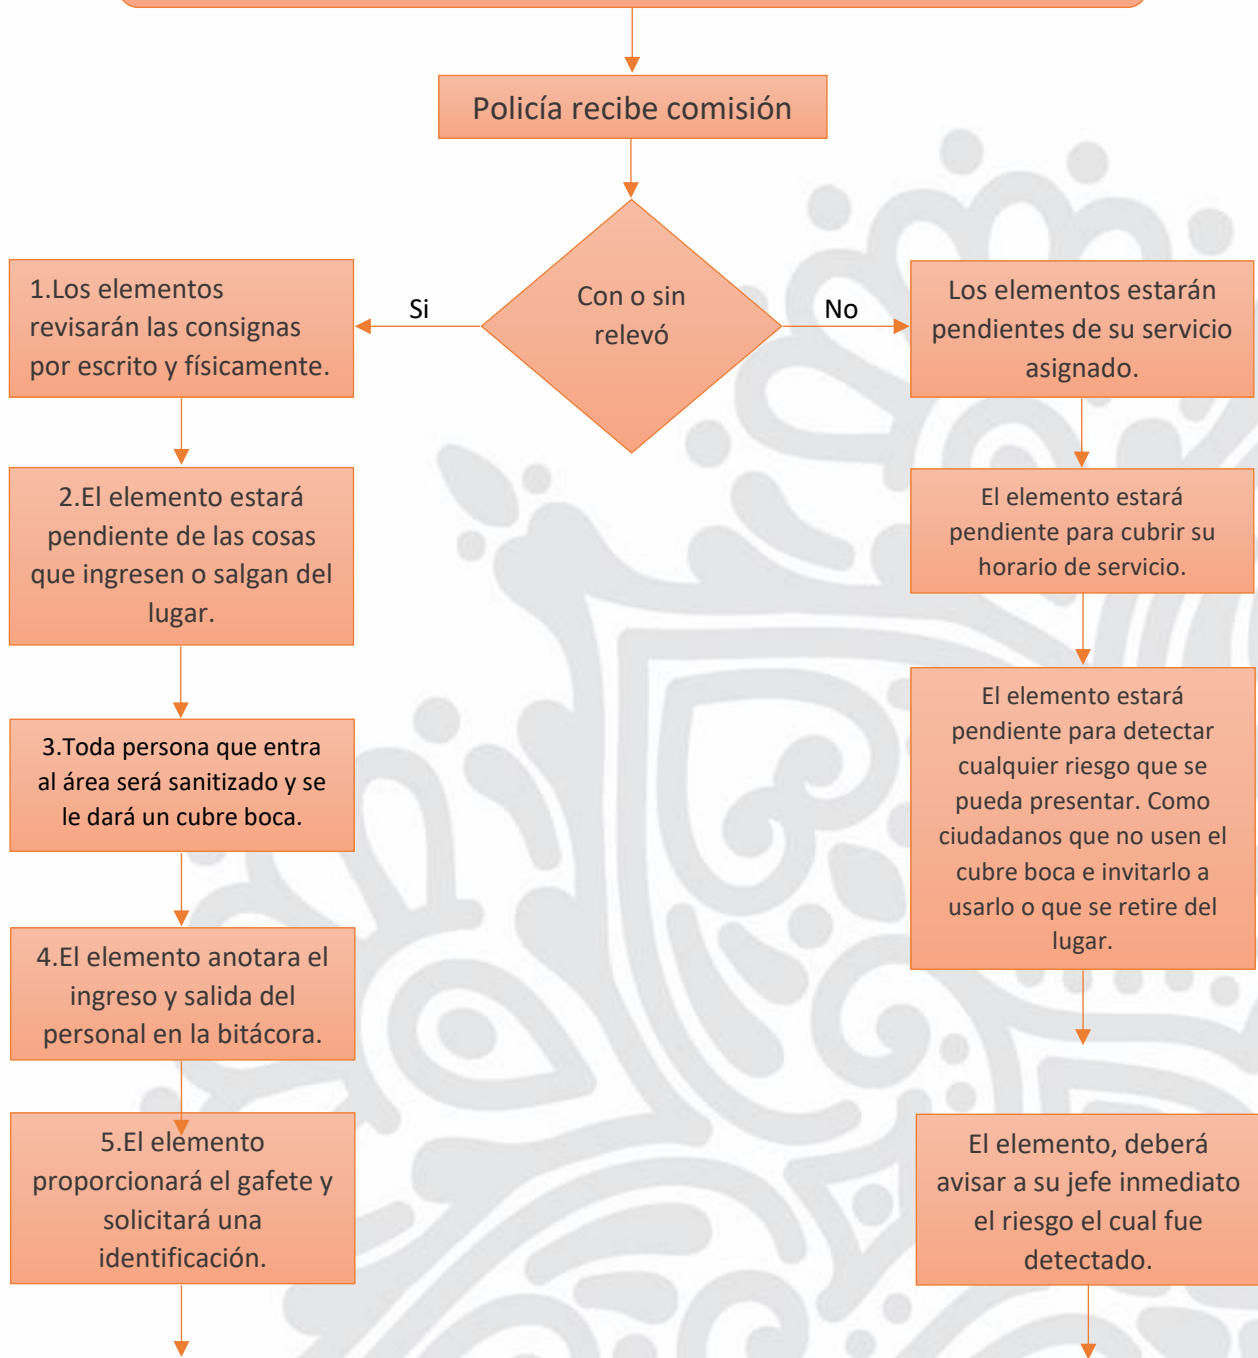 Policía recibe comisión
Con o sin
relevó
Si
No
1.Los elementos
revisarán las consignas
por escrito y físicamente.
2.El elemento estará
pendiente de las cosas
que ingresen o salgan del
lugar.
3.Toda persona que entra
al área será sanitizado y se
le dará un cubre boca.
4.El elemento anotara el
ingreso y salida del
personal en la bitácora.
5.El elemento
proporcionará el gafete y
solicitará una
identificación.
Los elementos estarán
pendientes de su servicio
asignado.
El elemento estará
pendiente para cubrir su
horario de servicio.
El elemento estará
pendiente para detectar
cualquier riesgo que se
pueda presentar. Como
ciudadanos que no usen el
cubre boca e invitarlo a
usarlo o que se retire del
lugar.
El elemento, deberá
avisar a su jefe inmediato
el riesgo el cual fue
detectado.